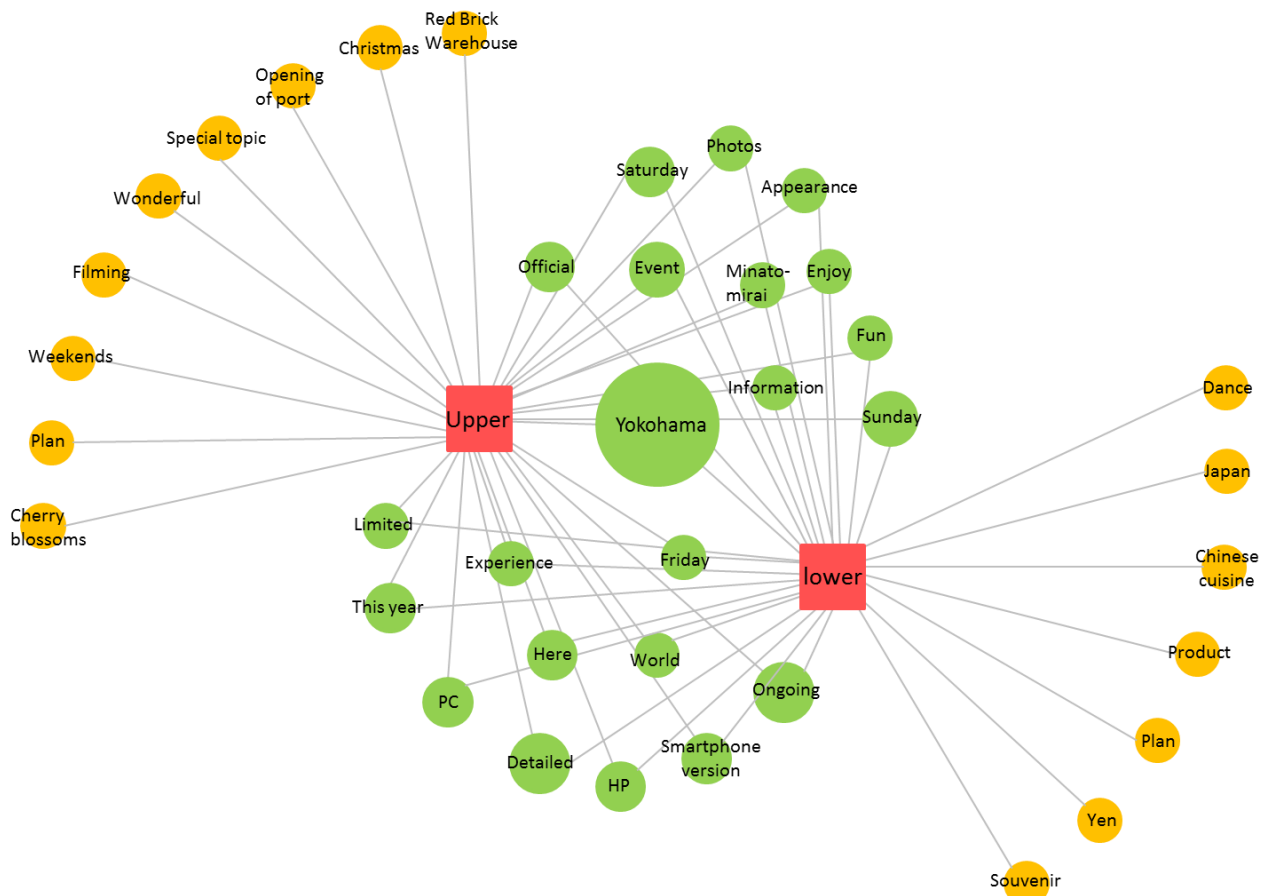 Red Brick
Warehouse
Christmas
Opening
of port
Special topic
Wonderful
Filming
Weekends
Plan
Cherry
blossoms
Photos
Saturday
Appearance
Official
Event
Minato-
mirai
Enjoy
Fun
Information
Sunday
Yokohama
Upper
Limited
Experience
Friday
This year
lower
Here
World
Ongoing
PC
Detailed
HP
Smartphone
version
Dance
Japan
Chinese
cuisine
Product
Plan
Yen
Souvenir